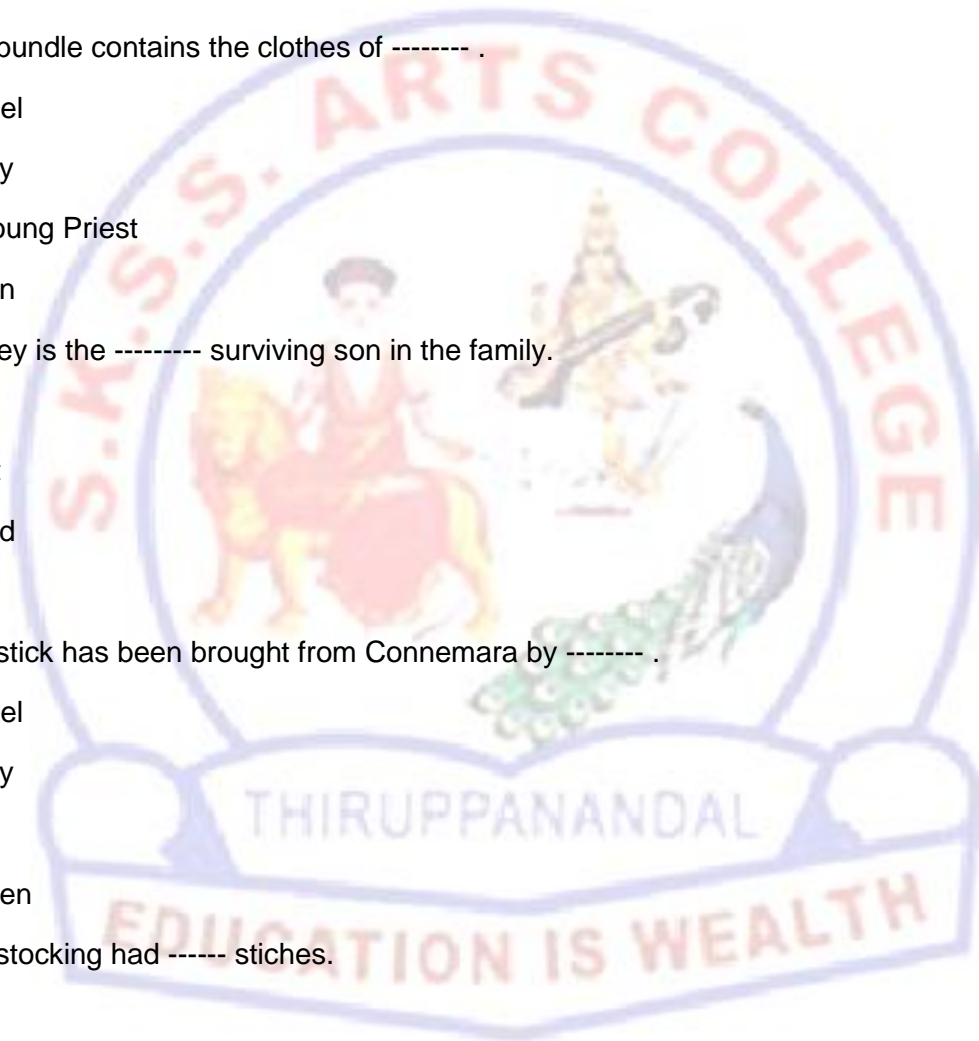 oundle contains the clothes of -------- .
el
y
oung Priest
n
ey is the --------- surviving son in the family.
d
stick has been brought from Connemara by -------- .
el
y
en
stocking had ------ stiches.
S.K.S.S. ARTS COLLEGE
THIRUPPANANDAL
EDUCATION IS WEALTH